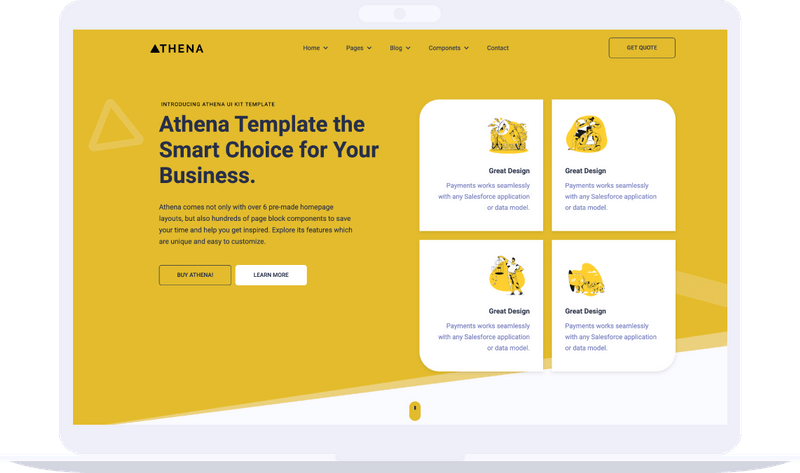 ATHENA
Home
Pages
Blog
Componets
Contact
GET QUOTE
INTRODUCING ATHENA UI KIT TEMPLATE
Athena Template the
Smart Choice for Your
Business.
Athena comes not only with over 6 pre-made homepage
layouts, but also hundreds of page block components to save
your time and help you get inspired. Explore its features which
are unique and easy to customize.
BUY ATHENA!
LEARN MORE
Great Design
Payments works seamlessly
with any Salesforce application
or data model.
Great Design
Payments works seamlessly
with any Salesforce application
or data model.
Great Design
Payments works seamlessly
with any Salesforce application
or data model.
Great Design
Payments works seamlessly
with any Salesforce application
or data model.